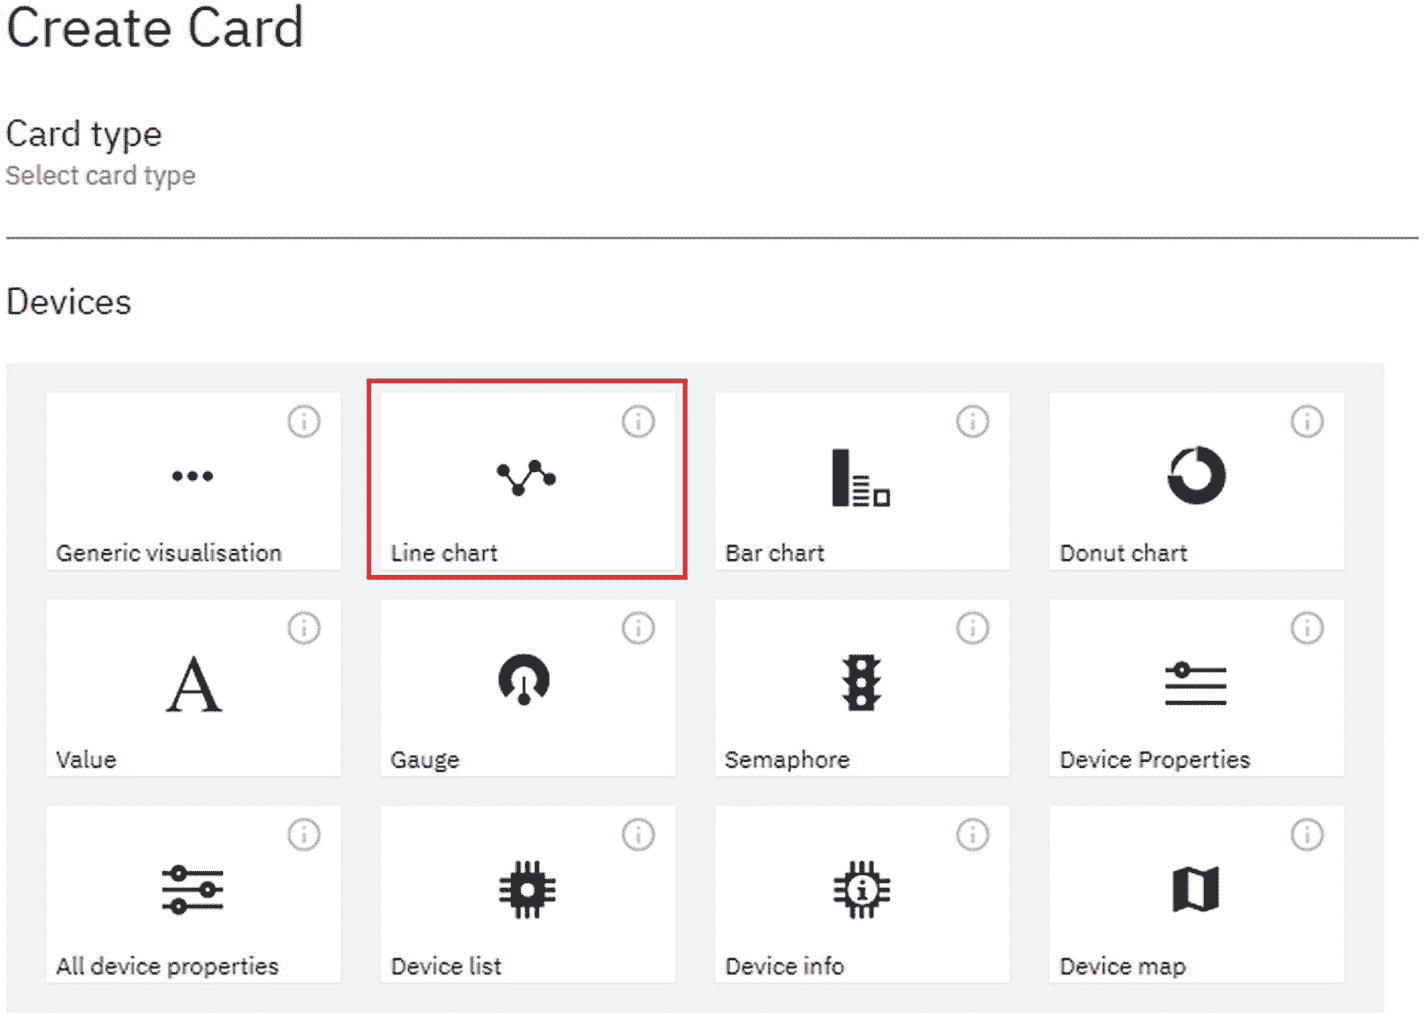 Create Card
Card type
Select card type
Devices
Generic visualisation
Line chart
Bar chart
Donut chart
A
Value
Gauge
Semaphore
Device Properties
All device properties
Device list
Device info
Device map